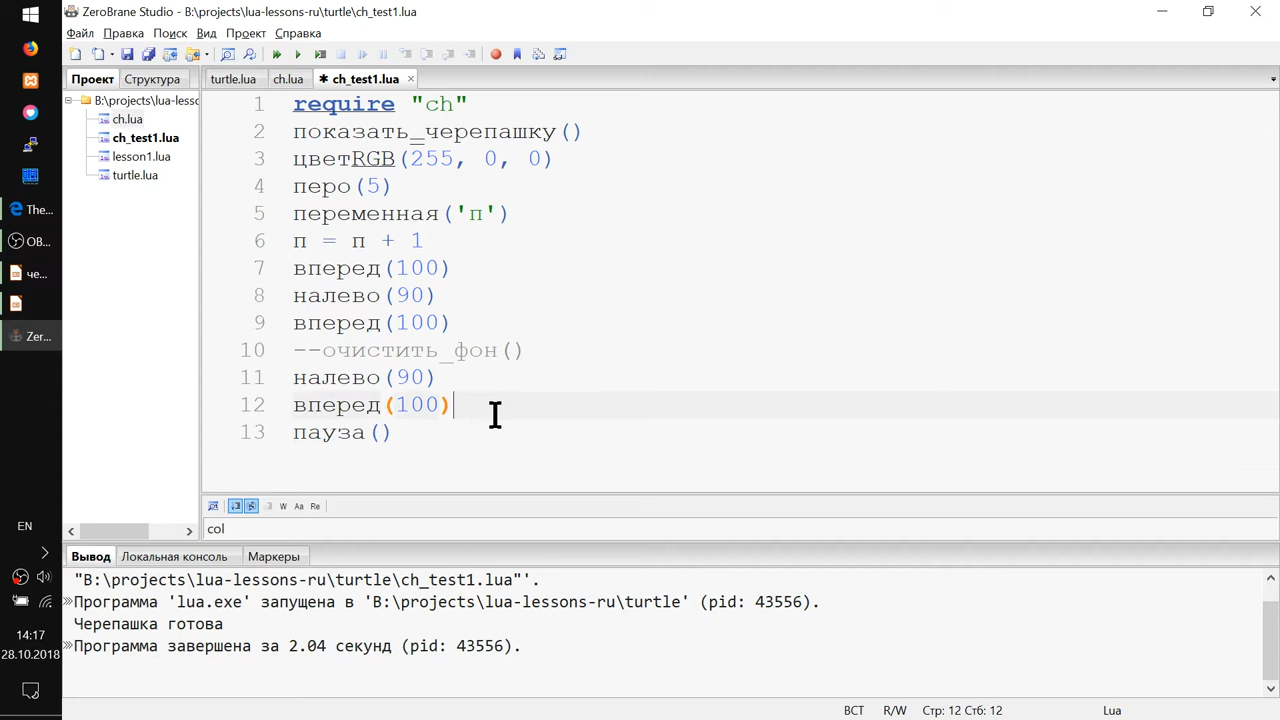 ZeroBrane Studio - B:\projects\lua-lessons-ru\turtle\ch_test1.lua
Файл Правка Поиск Вид Проект Справка
Проект Структура
turtle.lua ch.lua ✱ ch_test1.lua ×
B:\projects\lua-lesso
ch.lua
ch_test1.lua
lesson1.lua
turtle.lua
1 require "ch"
2 показать_черепашку()
3 цветRGB(255, 0, 0)
4 перо(5)
5 переменная('п')
6 п = п + 1
7 вперед(100)
8 налево(90)
9 вперед(100)
10 --очистить_фон()
11 налево(90)
12 вперед(100)
13 пауза()
The...
OB...
че...
Zer...
W Aa Re
col
Вывод Локальная консоль Маркеры
"B:\projects\lua-lessons-ru\turtle\ch_test1.lua"'.
Программа 'lua.exe' запущена в 'B:\projects\lua-lessons-ru\turtle' (pid: 43556).
Черепашка готова
Программа завершена за 2.04 секунд (pid: 43556).
EN
14:17
28.10.2018
ВСТ R/W Стр: 12 Стб: 12 Lua